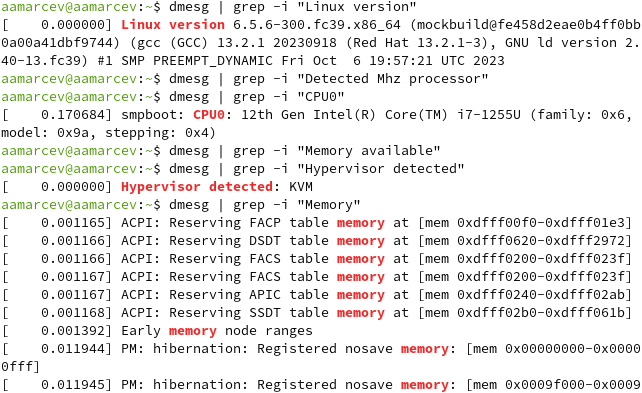 aamarcev@aamarcev:~$ dmesg | grep -i "Linux version"
[    0.000000] Linux version 6.5.6-300.fc39.x86_64 (mockbuild@fe458d2eae0b4ff0bb
0a00a41dbf9744) (gcc (GCC) 13.2.1 20230918 (Red Hat 13.2.1-3), GNU ld version 2.
40-13.fc39) #1 SMP PREEMPT_DYNAMIC Fri Oct  6 19:57:21 UTC 2023
aamarcev@aamarcev:~$ dmesg | grep -i "Detected Mhz processor"
aamarcev@aamarcev:~$ dmesg | grep -i "CPU0"
[    0.170684] smpboot: CPU0: 12th Gen Intel(R) Core(TM) i7-1255U (family: 0x6,
model: 0x9a, stepping: 0x4)
aamarcev@aamarcev:~$ dmesg | grep -i "Memory available"
aamarcev@aamarcev:~$ dmesg | grep -i "Hypervisor detected"
[    0.000000] Hypervisor detected: KVM
aamarcev@aamarcev:~$ dmesg | grep -i "Memory"
[    0.001165] ACPI: Reserving FACP table memory at [mem 0xdfff00f0-0xdfff01e3]
[    0.001166] ACPI: Reserving DSDT table memory at [mem 0xdfff0620-0xdfff2972]
[    0.001166] ACPI: Reserving FACS table memory at [mem 0xdfff0200-0xdfff023f]
[    0.001167] ACPI: Reserving FACS table memory at [mem 0xdfff0200-0xdfff023f]
[    0.001167] ACPI: Reserving APIC table memory at [mem 0xdfff0240-0xdfff02ab]
[    0.001168] ACPI: Reserving SSDT table memory at [mem 0xdfff02b0-0xdfff061b]
[    0.001392] Early memory node ranges
[    0.011944] PM: hibernation: Registered nosave memory: [mem 0x00000000-0x0000
0fff]
[    0.011945] PM: hibernation: Registered nosave memory: [mem 0x0009f000-0x0009